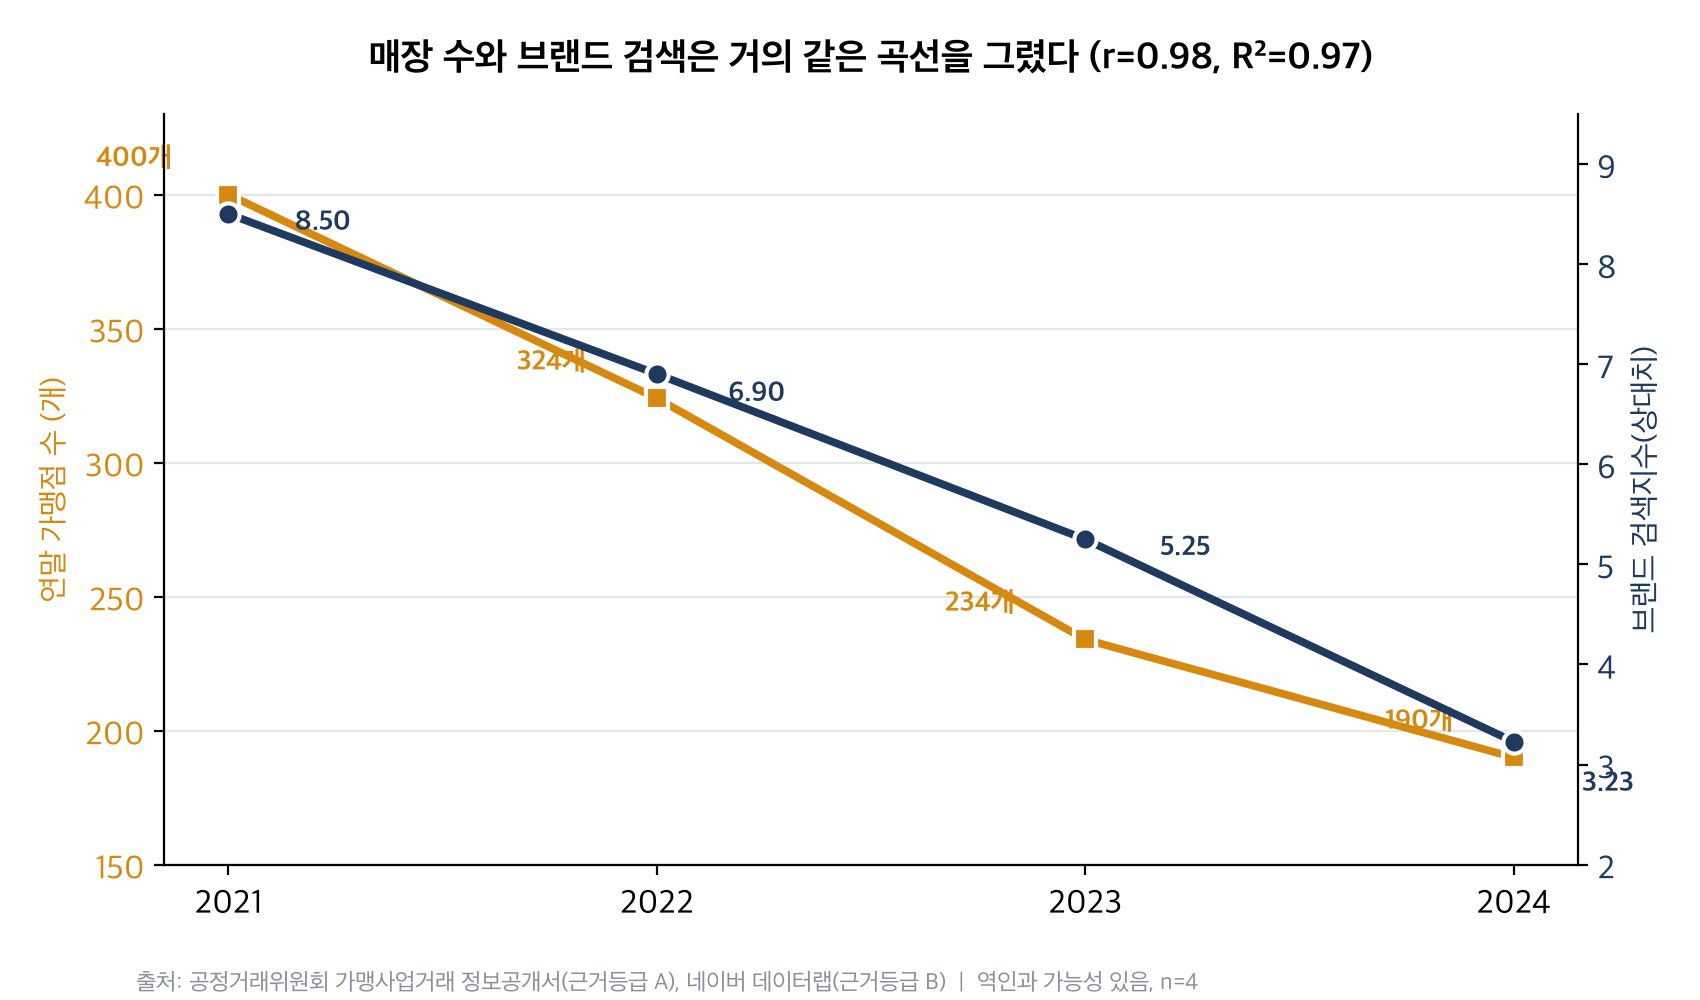 매장 수와 브랜드 검색은 거의 같은 곡선을 그렸다 (r=0.98, R²=0.97)
연말 가맹점 수 (개)
400
350
300
250
200
150
브랜드 검색지수(상대치)
9
8
7
6
5
4
3
2
400개
324개
234개
190개
8.50
6.90
5.25
3.23
2021 2022 2023 2024
출처: 공정거래위원회 가맹사업거래 정보공개서(근거등급 A), 네이버 데이터랩(근거등급 B) | 역인과 가능성 있음, n=4